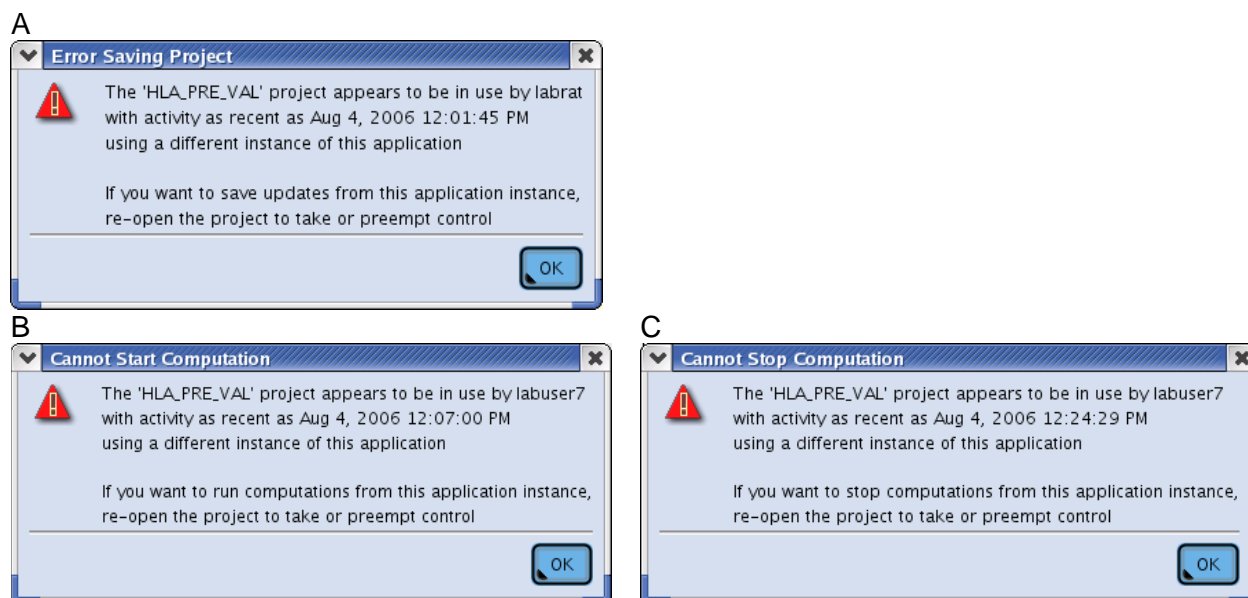 A
Error Saving Project
The 'HLA_PRE_VAL' project appears to be in use by labrat
with activity as recent as Aug 4, 2006 12:01:45 PM
using a different instance of this application
If you want to save updates from this application instance,
re-open the project to take or preempt control
OK
B
Cannot Start Computation
The 'HLA_PRE_VAL' project appears to be in use by labuser7
with activity as recent as Aug 4, 2006 12:07:00 PM
using a different instance of this application
If you want to run computations from this application instance,
re-open the project to take or preempt control
OK
C
Cannot Stop Computation
The 'HLA_PRE_VAL' project appears to be in use by labuser7
with activity as recent as Aug 4, 2006 12:24:29 PM
using a different instance of this application
If you want to stop computations from this application instance,
re-open the project to take or preempt control
OK